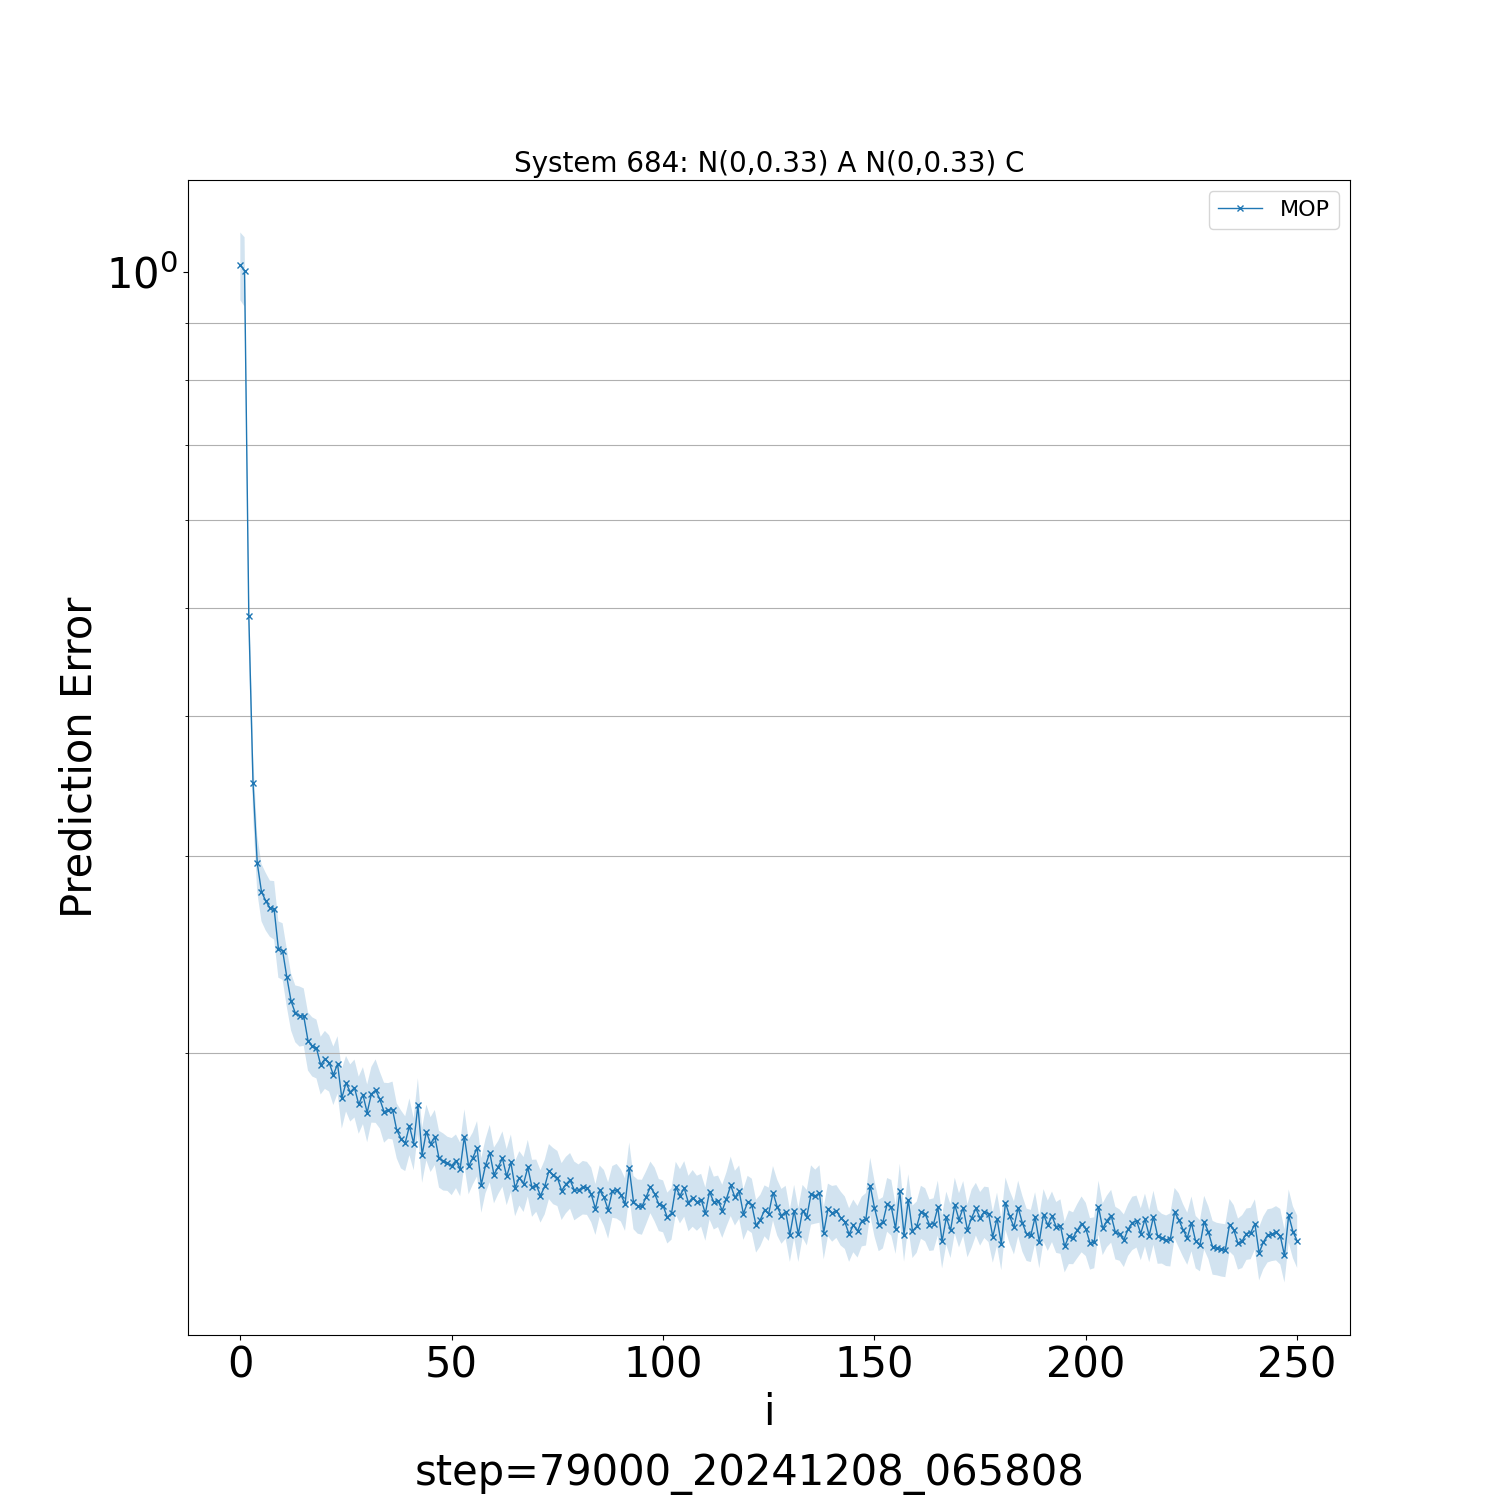 System 684: N(0,0.33) A N(0,0.33) C
MOP
10⁰
Prediction Error
0 50 100 150 200 250
i
step=79000_20241208_065808